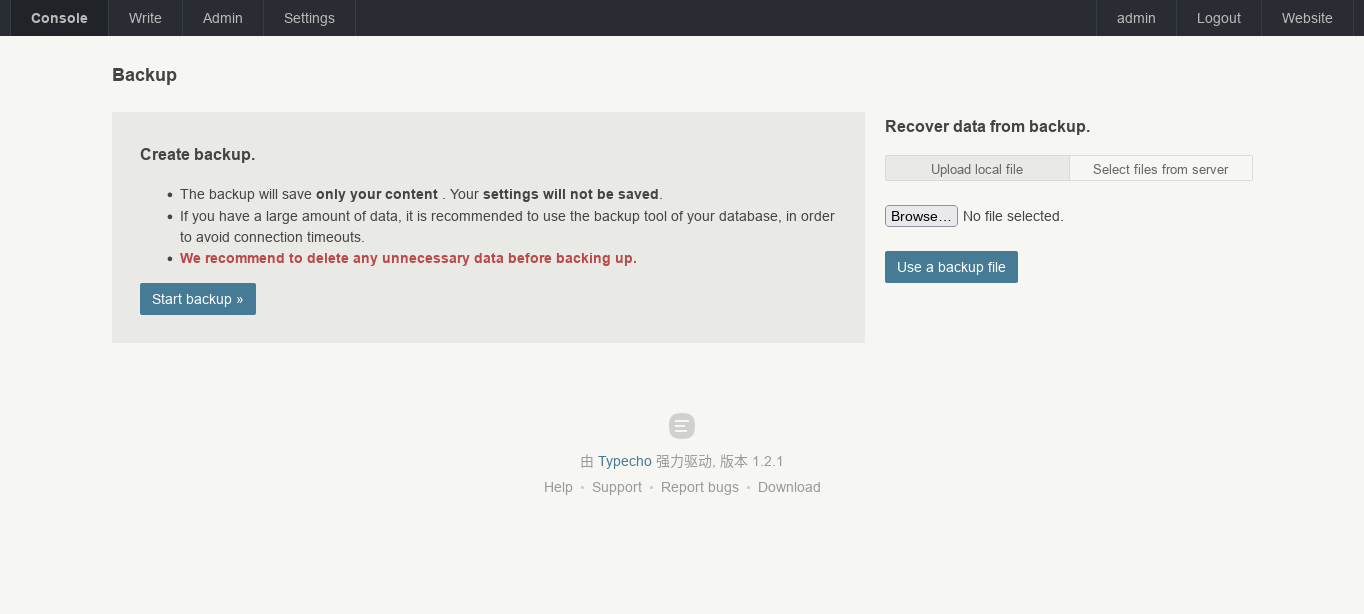 Console Write Admin Settings admin Logout Website
Backup
Create backup.
The backup will save only your content . Your settings will not be saved.
If you have a large amount of data, it is recommended to use the backup tool of your database, in order
to avoid connection timeouts.
We recommend to delete any unnecessary data before backing up.
Start backup »
Recover data from backup.
Upload local file Select files from server
Browse… No file selected.
Use a backup file
由 Typecho 强力驱动, 版本 1.2.1
Help • Support • Report bugs • Download